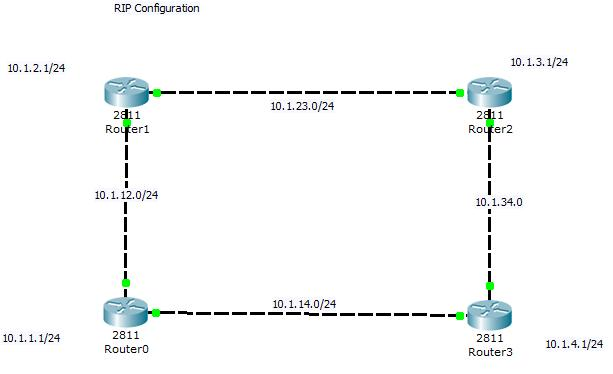 RIP Configuration
10.1.2.1/24
10.1.3.1/24
2811
Router1
10.1.23.0/24
2811
Router2
10.1.12.0/24
10.1.34.0
10.1.1.1/24
2811
Router0
10.1.14.0/24
2811
Router3
10.1.4.1/24